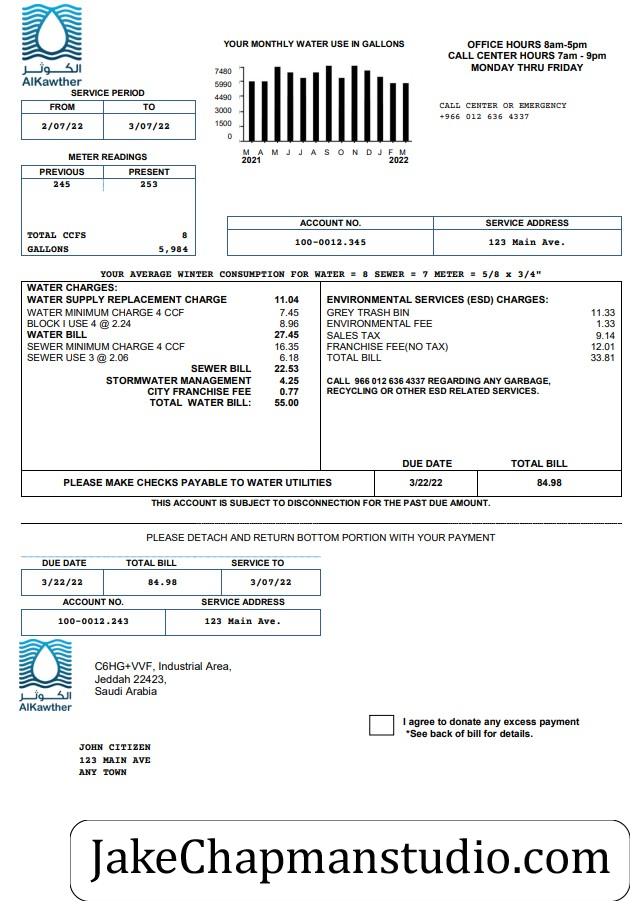 الكوثر
AlKawther
YOUR MONTHLY WATER USE IN GALLONS
7480
5990
4490
3000
1500
0
M A M J J A S O N D J F M
2021 2022
OFFICE HOURS 8am-5pm
CALL CENTER HOURS 7am - 9pm
MONDAY THRU FRIDAY
CALL CENTER OR EMERGENCY
+966 012 636 4337
SERVICE PERIOD
FROM TO
2/07/22 3/07/22
METER READINGS
PREVIOUS PRESENT
245 253
TOTAL CCFS 8
GALLONS 5,984
ACCOUNT NO. SERVICE ADDRESS
100-0012.345 123 Main Ave.
YOUR AVERAGE WINTER CONSUMPTION FOR WATER = 8 SEWER = 7 METER = 5/8 x 3/4"
WATER CHARGES:
WATER SUPPLY REPLACEMENT CHARGE 11.04
WATER MINIMUM CHARGE 4 CCF 7.45
BLOCK I USE 4 @ 2.24 8.96
WATER BILL 27.45
SEWER MINIMUM CHARGE 4 CCF 16.35
SEWER USE 3 @ 2.06 6.18
SEWER BILL 22.53
STORMWATER MANAGEMENT 4.25
CITY FRANCHISE FEE 0.77
TOTAL WATER BILL: 55.00
ENVIRONMENTAL SERVICES (ESD) CHARGES:
GREY TRASH BIN 11.33
ENVIRONMENTAL FEE 1.33
SALES TAX 9.14
FRANCHISE FEE(NO TAX) 12.01
TOTAL BILL 33.81
CALL 966 012 636 4337 REGARDING ANY GARBAGE,
RECYCLING OR OTHER ESD RELATED SERVICES.
DUE DATE TOTAL BILL
PLEASE MAKE CHECKS PAYABLE TO WATER UTILITIES 3/22/22 84.98
THIS ACCOUNT IS SUBJECT TO DISCONNECTION FOR THE PAST DUE AMOUNT.
PLEASE DETACH AND RETURN BOTTOM PORTION WITH YOUR PAYMENT
DUE DATE TOTAL BILL SERVICE TO
3/22/22 84.98 3/07/22
ACCOUNT NO. SERVICE ADDRESS
100-0012.243 123 Main Ave.
الكوثر
AlKawther
C6HG+VVF, Industrial Area,
Jeddah 22423,
Saudi Arabia
I agree to donate any excess payment
*See back of bill for details.
JOHN CITIZEN
123 MAIN AVE
ANY TOWN
JakeChapmanstudio.com